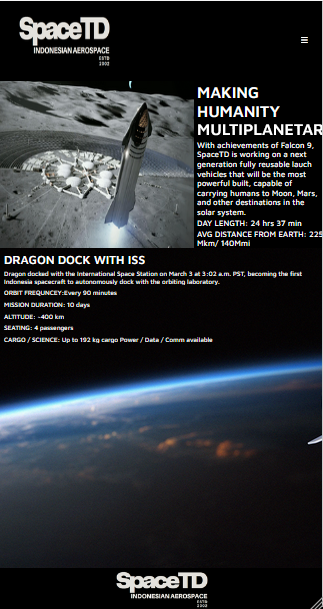 SpaceTD
INDONESIAN AEROSPACE
ESTD
2002
MAKING
HUMANITY
MULTIPLANETAR
With achievements of Falcon 9,
SpaceTD is working on a next
generation fully reusable lauch
vehicles that will be the most
powerful built, capable of
carrying humans to Moon, Mars,
and other destinations in the
solar system.
DAY LENGTH: 24 hrs 37 min
AVG DISTANCE FROM EARTH: 225
Mkm/ 140Mmi
DRAGON DOCK WITH ISS
Dragon docked with the International Space Station on March 3 at 3:02 a.m. PST, becoming the first
Indonesia spacecraft to autonomously dock with the orbiting laboratory.
ORBIT FREQUNCEY:Every 90 minutes
MISSION DURATION: 10 days
ALTITUDE: ~400 km
SEATING: 4 passengers
CARGO / SCIENCE: Up to 192 kg cargo Power / Data / Comm available
SpaceTD
INDONESIAN AEROSPACE
ESTD
2002